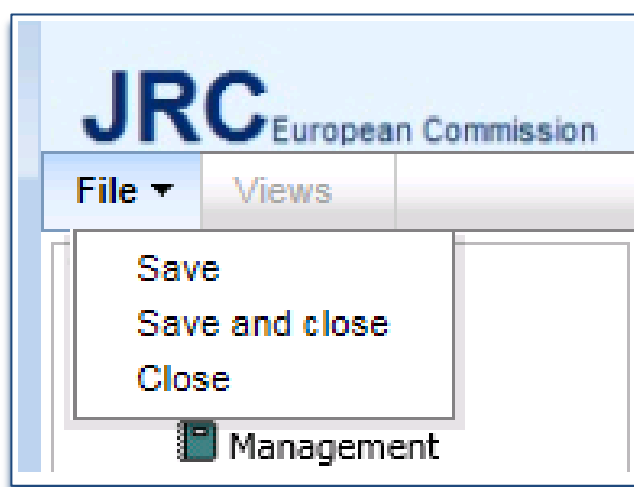 JRC European Commission
File Views
Save
Save and close
Close
Management